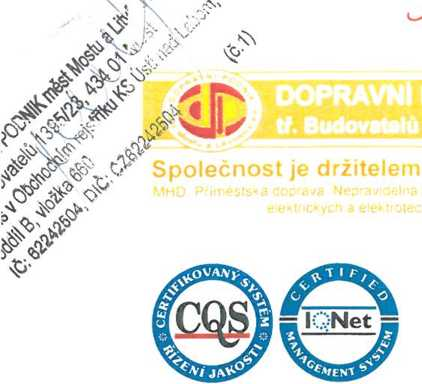 PODNIK měst Mostu a Litv
ovatelů 1395/23, 434 01 Most
s v Obchodním rejstříku KS Ústí nad Labem,
oddíl B, vložka 660
IČ: 62242504, DIČ: CZ62242504
(č.1)
DOPRAVNÍ
tř. Budovatelů
Společnost je držitelem
MHD. Příměstská doprava. Nepravidelná
elektrických a elektrotec
CERTIFIKOVANÝ SYSTÉM
CQS
ŘÍZENÍ JAKOSTI
CERTIFIED
IQNet
MANAGEMENT SYSTEM